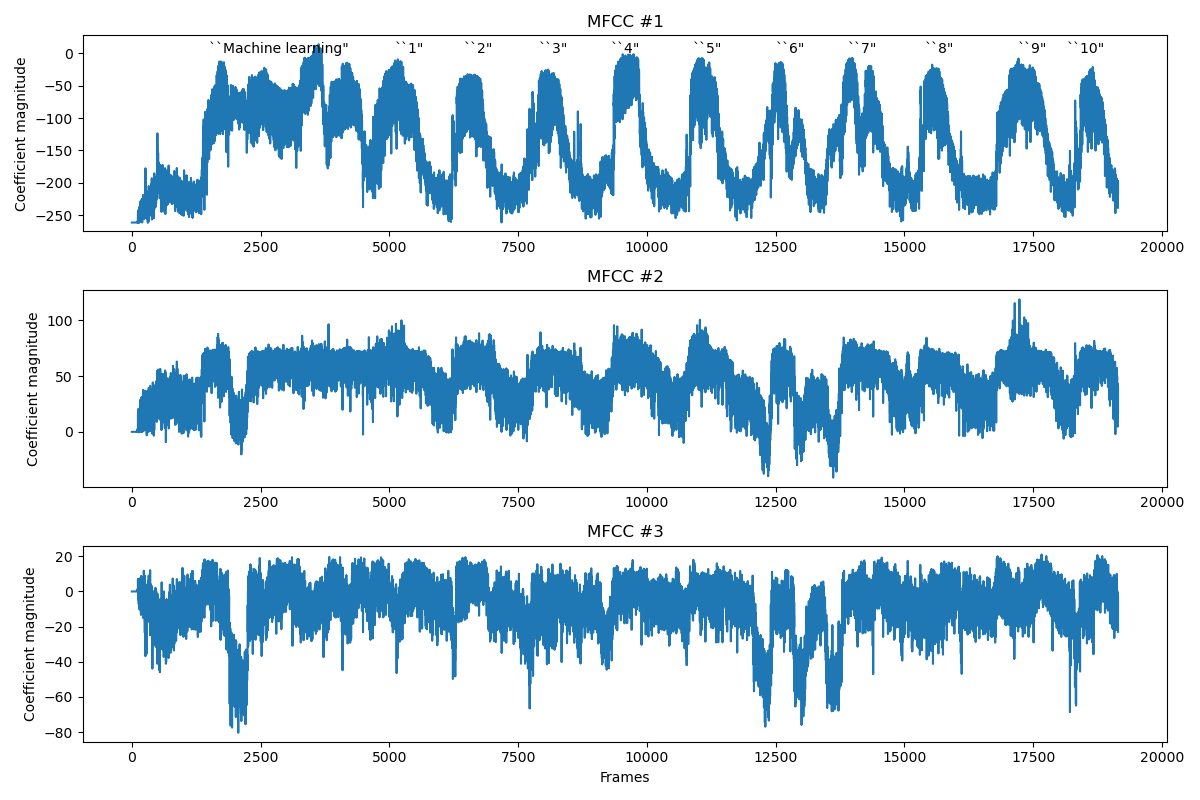 MFCC #1
``Machine learning" ``1" ``2" ``3" ``4" ``5" ``6" ``7" ``8" ``9" ``10"
Coefficient magnitude
0
−50
−100
−150
−200
−250
0 2500 5000 7500 10000 12500 15000 17500 20000
MFCC #2
Coefficient magnitude
100
50
0
0 2500 5000 7500 10000 12500 15000 17500 20000
MFCC #3
Coefficient magnitude
20
0
−20
−40
−60
−80
0 2500 5000 7500 10000 12500 15000 17500 20000
Frames